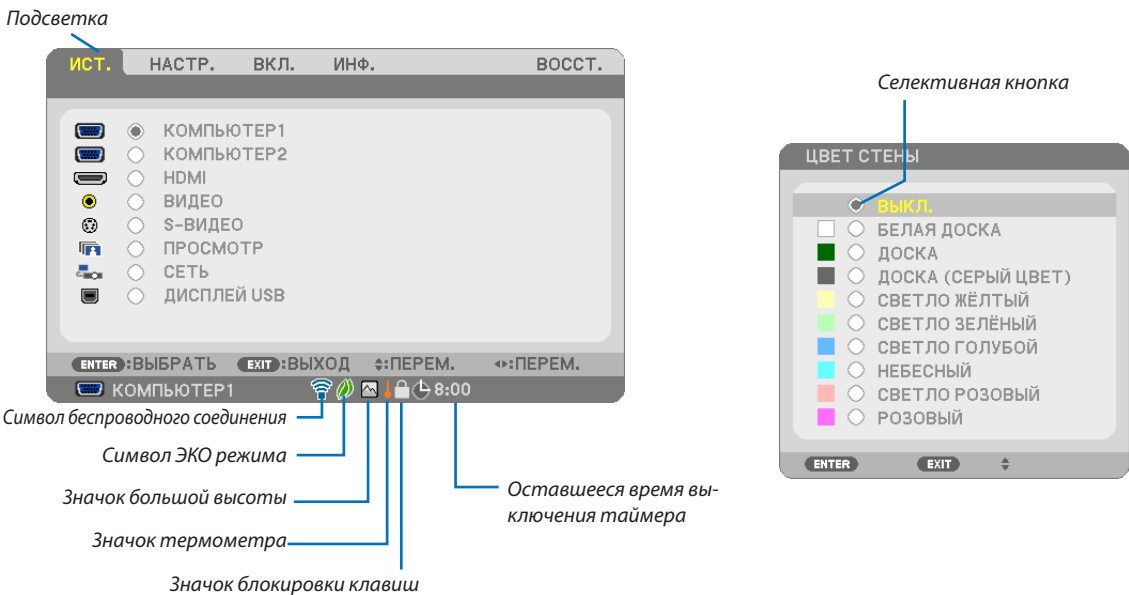 Подсветка
ИСТ. НАСТР. ВКЛ. ИНФ. ВОССТ.
КОМПЬЮТЕР1
КОМПЬЮТЕР2
HDMI
ВИДЕО
S-ВИДЕО
ПРОСМОТР
СЕТЬ
ДИСПЛЕЙ USB
ENTER :ВЫБРАТЬ EXIT :ВЫХОД :ПЕРЕМ. :ПЕРЕМ.
КОМПЬЮТЕР1 8:00
Символ беспроводного соединения
Символ ЭКО режима
Значок большой высоты
Значок термометра
Значок блокировки клавиш
Оставшееся время вы-
ключения таймера
Селективная кнопка
ЦВЕТ СТЕНЫ
ВЫКЛ.
БЕЛАЯ ДОСКА
ДОСКА
ДОСКА (СЕРЫЙ ЦВЕТ)
СВЕТЛО ЖЁЛТЫЙ
СВЕТЛО ЗЕЛЁНЫЙ
СВЕТЛО ГОЛУБОЙ
НЕБЕСНЫЙ
СВЕТЛО РОЗОВЫЙ
РОЗОВЫЙ
ENTER EXIT